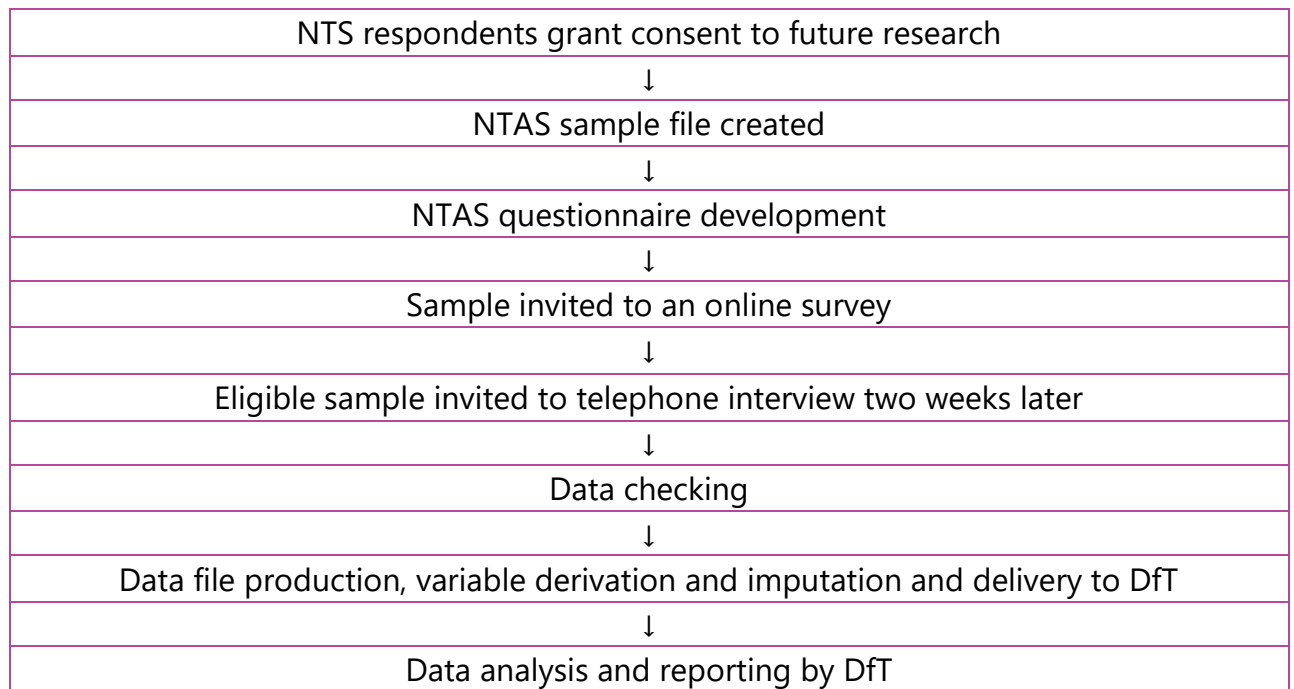 NTS respondents grant consent to future research
↓
NTAS sample file created
↓
NTAS questionnaire development
↓
Sample invited to an online survey
↓
Eligible sample invited to telephone interview two weeks later
↓
Data checking
↓
Data file production, variable derivation and imputation and delivery to DfT
↓
Data analysis and reporting by DfT